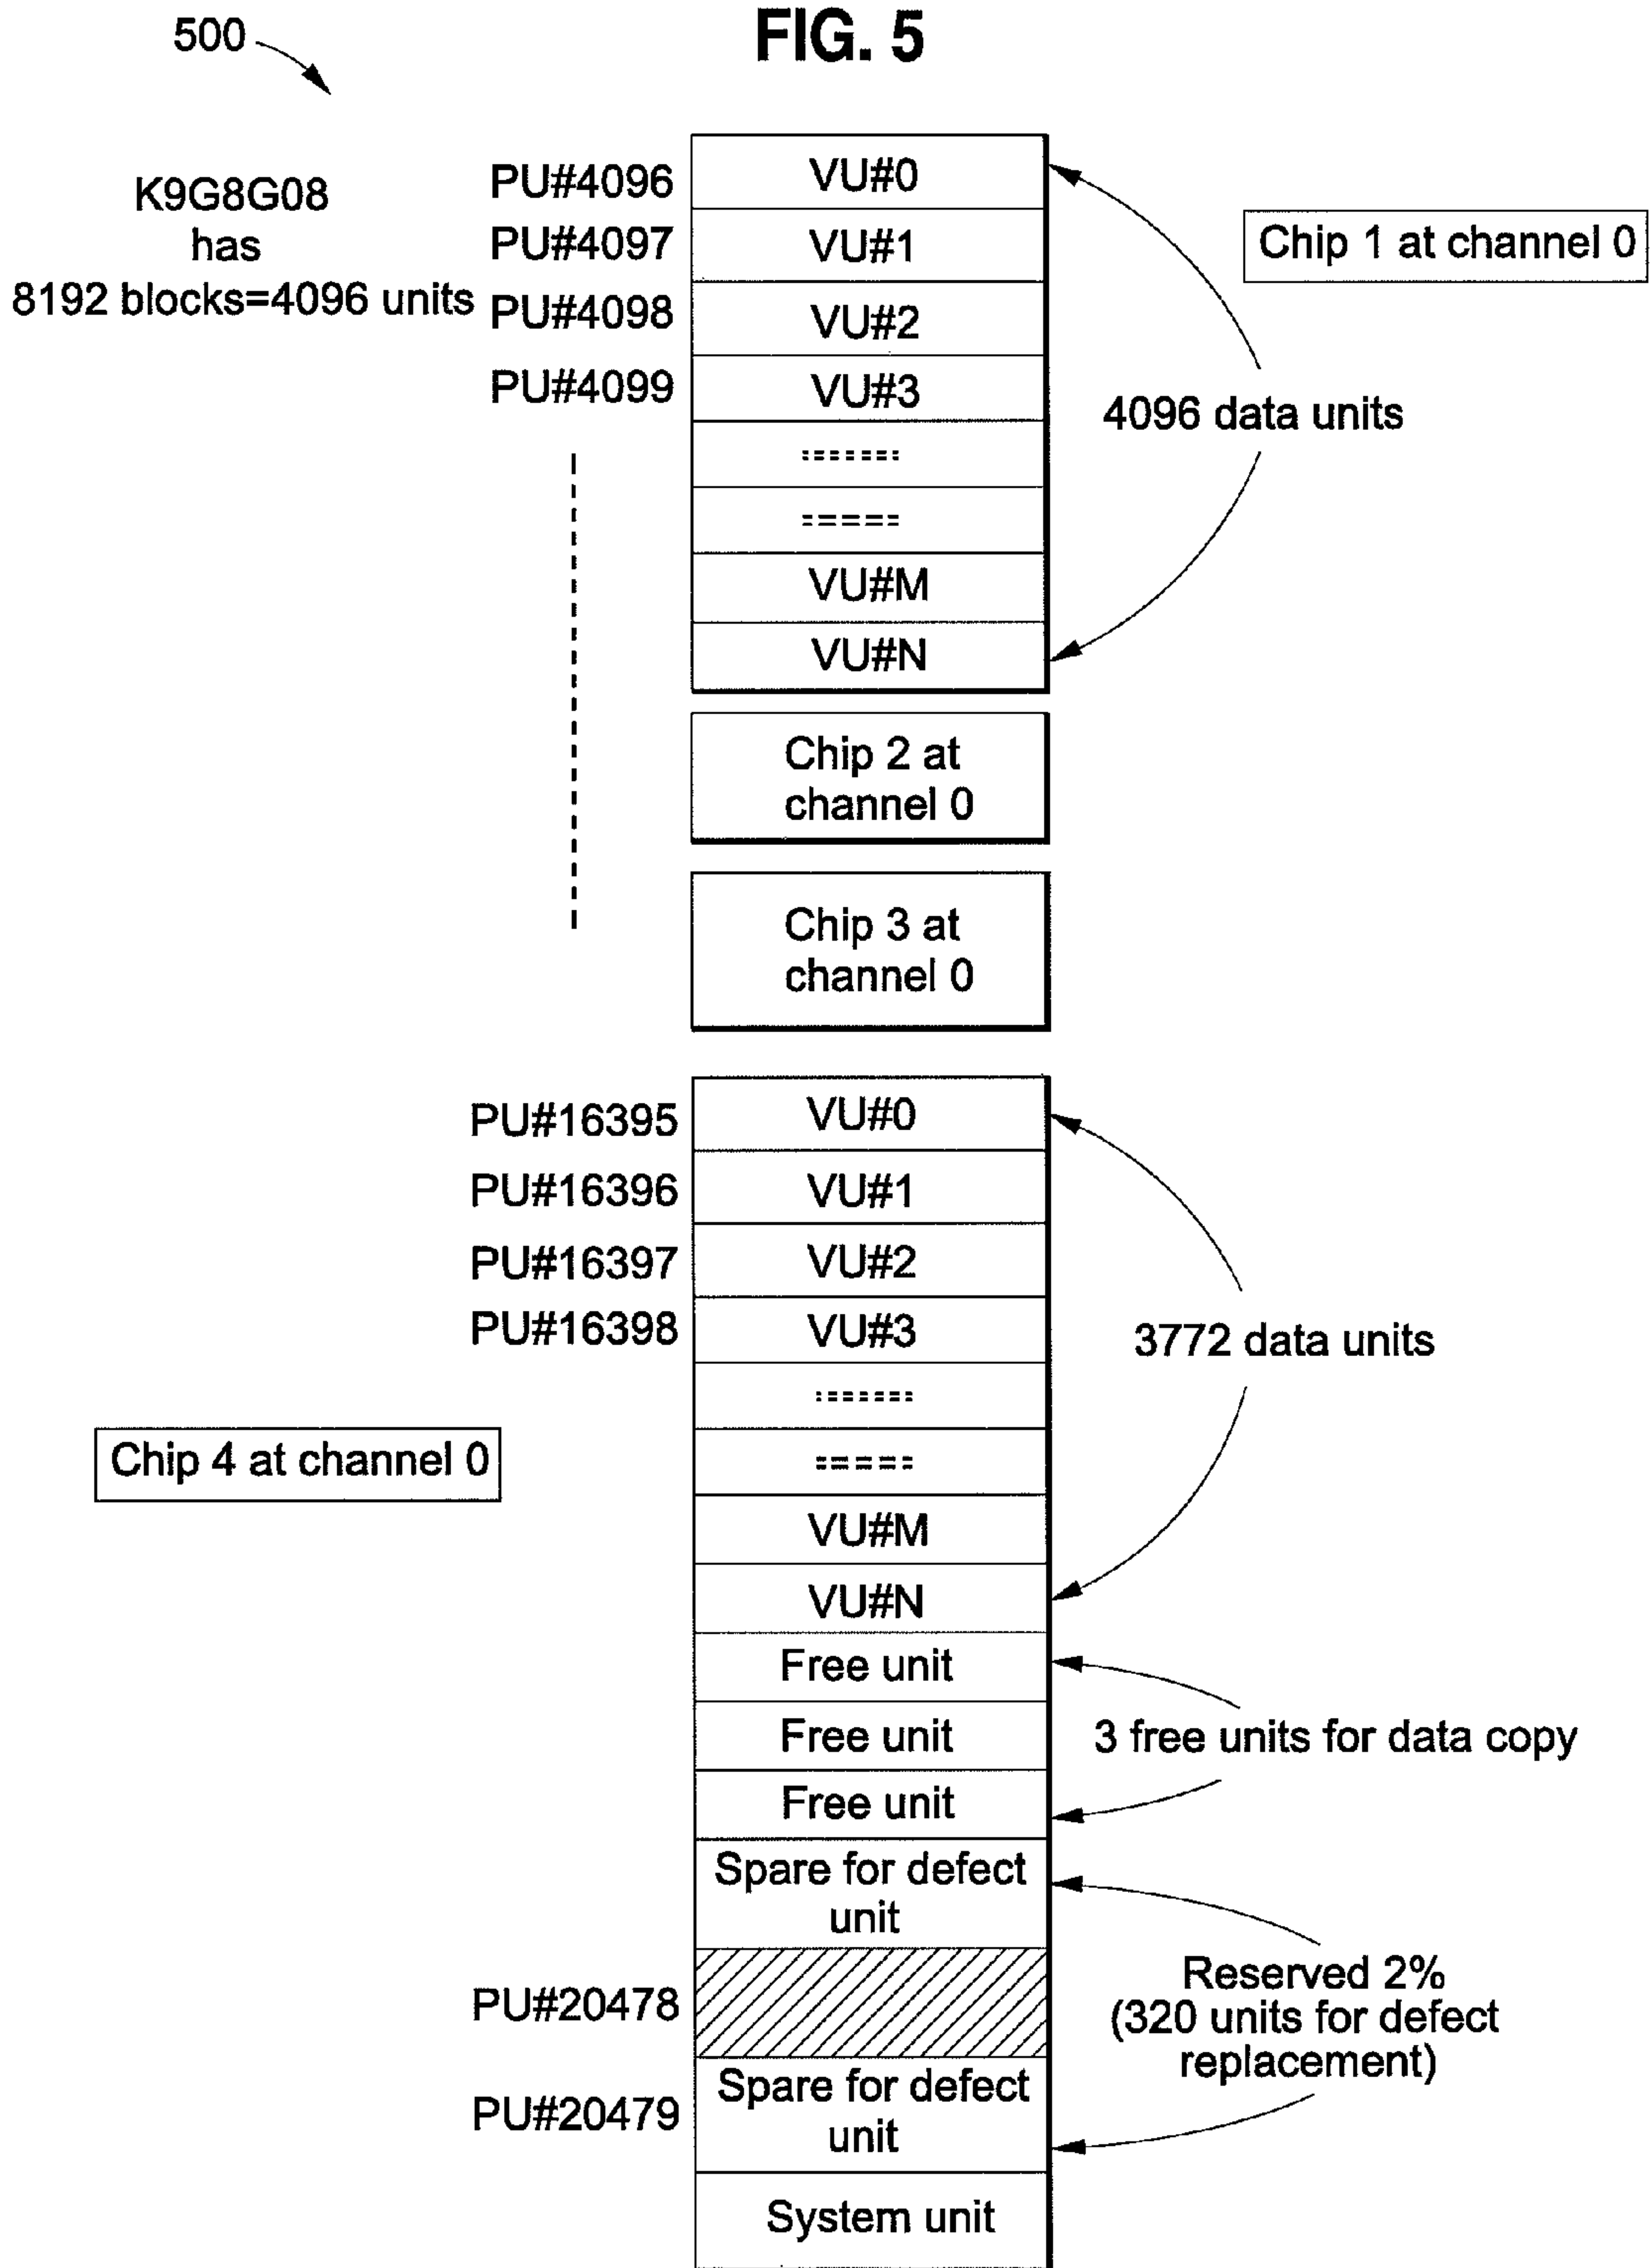 FIG. 5
500
K9G8G08
has
8192 blocks=4096 units
PU#4096
VU#0
PU#4097
VU#1
PU#4098
VU#2
PU#4099
VU#3
VU#M
VU#N
Chip 1 at channel 0
4096 data units
Chip 2 at
channel 0
Chip 3 at
channel 0
PU#16395
VU#0
PU#16396
VU#1
PU#16397
VU#2
PU#16398
VU#3
3772 data units
Chip 4 at channel 0
VU#M
VU#N
Free unit
Free unit
3 free units for data copy
Free unit
Spare for defect
unit
PU#20478
Reserved 2%
(320 units for defect
replacement)
PU#20479
Spare for defect
unit
System unit